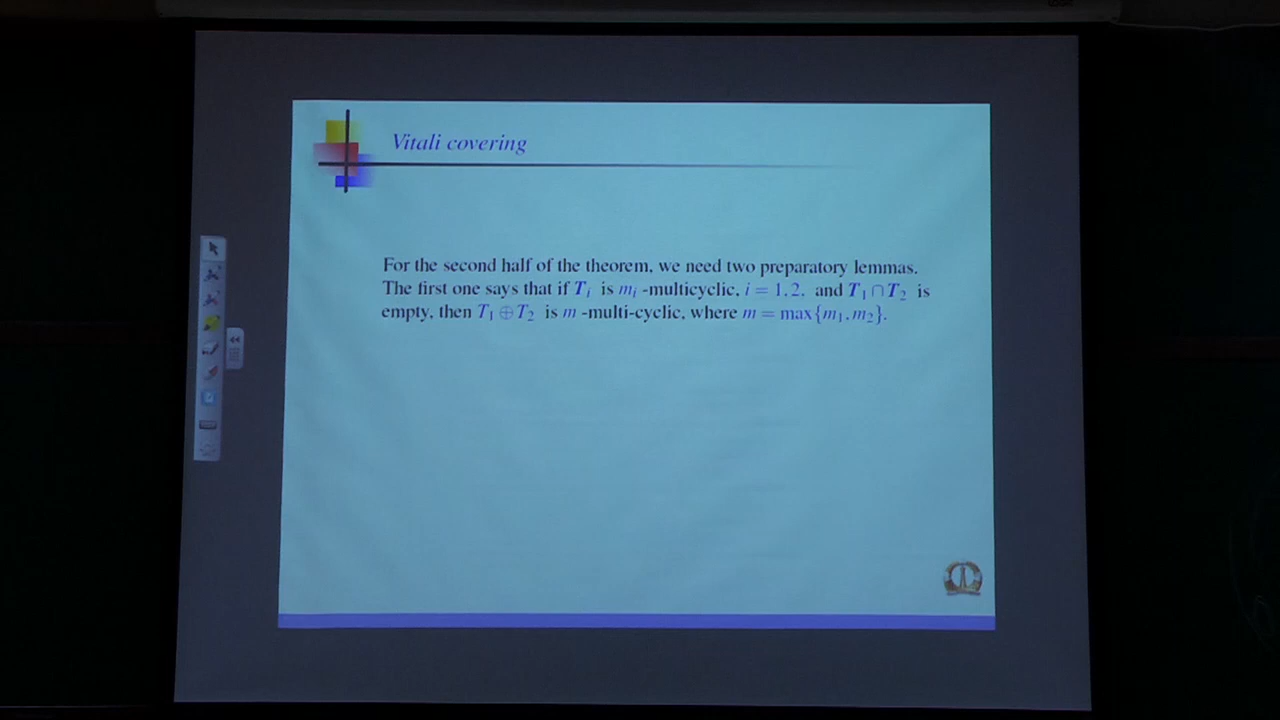 Vitali covering
For the second half of the theorem, we need two preparatory lemmas.
The first one says that if T_i is m_i -multicyclic, i = 1,2, and T_1 ∩ T_2 is
empty, then T_1 ⊕ T_2 is m -multi-cyclic, where m = max{m_1, m_2}.